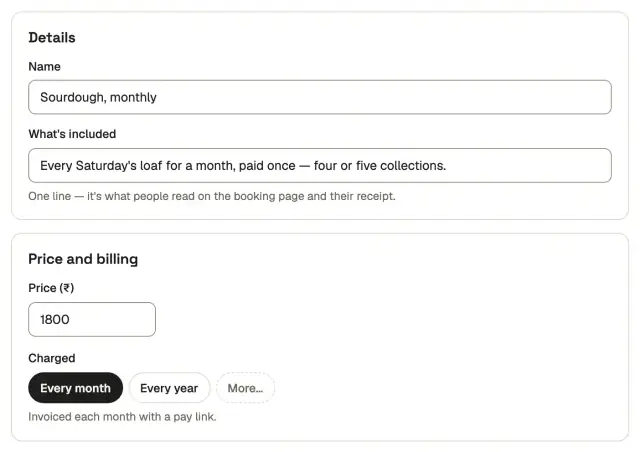 Details
Name
Sourdough, monthly
What's included
Every Saturday's loaf for a month, paid once — four or five collections.
One line — it's what people read on the booking page and their receipt.
Price and billing
Price (₹)
1800
Charged
Every month Every year More...
Invoiced each month with a pay link.